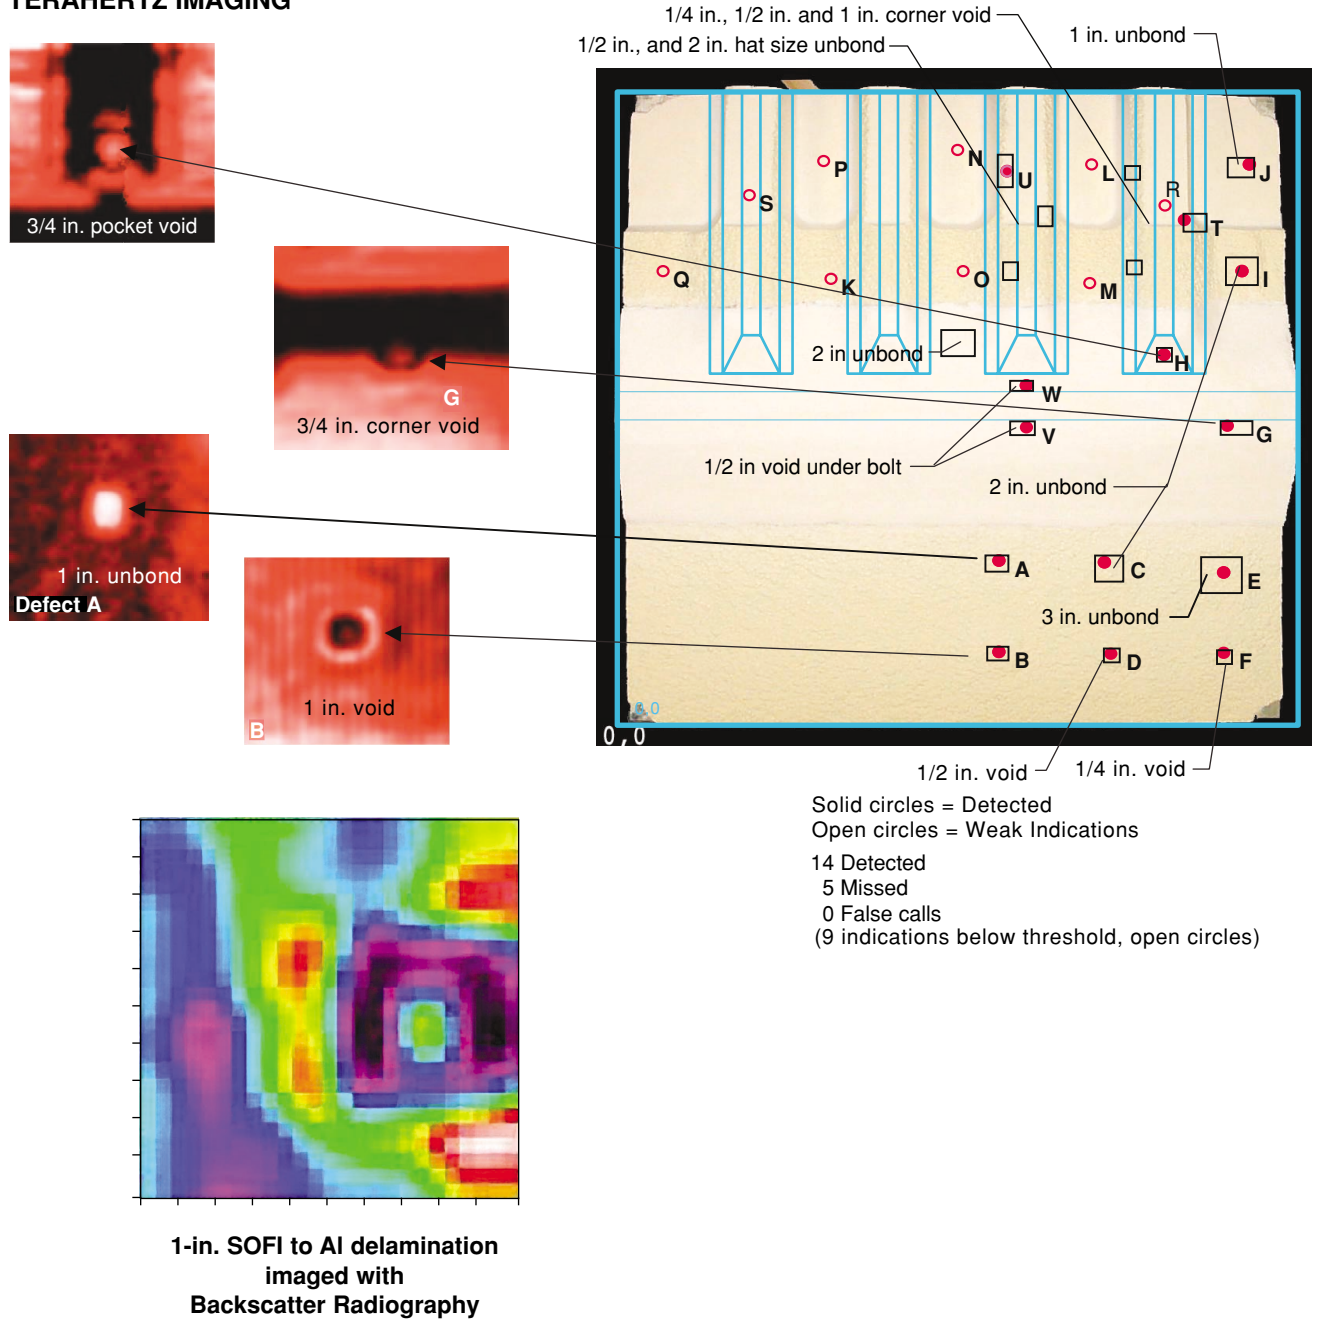 TERAHERTZ IMAGING
1/4 in., 1/2 in. and 1 in. corner void
1/2 in., and 2 in. hat size unbond
1 in. unbond
3/4 in. pocket void
N
P
U
L
J
S
R
T
Q
K
O
M
I
2 in unbond
H
G
3/4 in. corner void
W
V
G
1/2 in void under bolt
2 in. unbond
1 in. unbond
Defect A
A
C
E
3 in. unbond
B
D
F
1 in. void
B
0,0
1/2 in. void
1/4 in. void
Solid circles = Detected
Open circles = Weak Indications
14 Detected
5 Missed
0 False calls
(9 indications below threshold, open circles)
1-in. SOFI to Al delamination
imaged with
Backscatter Radiography